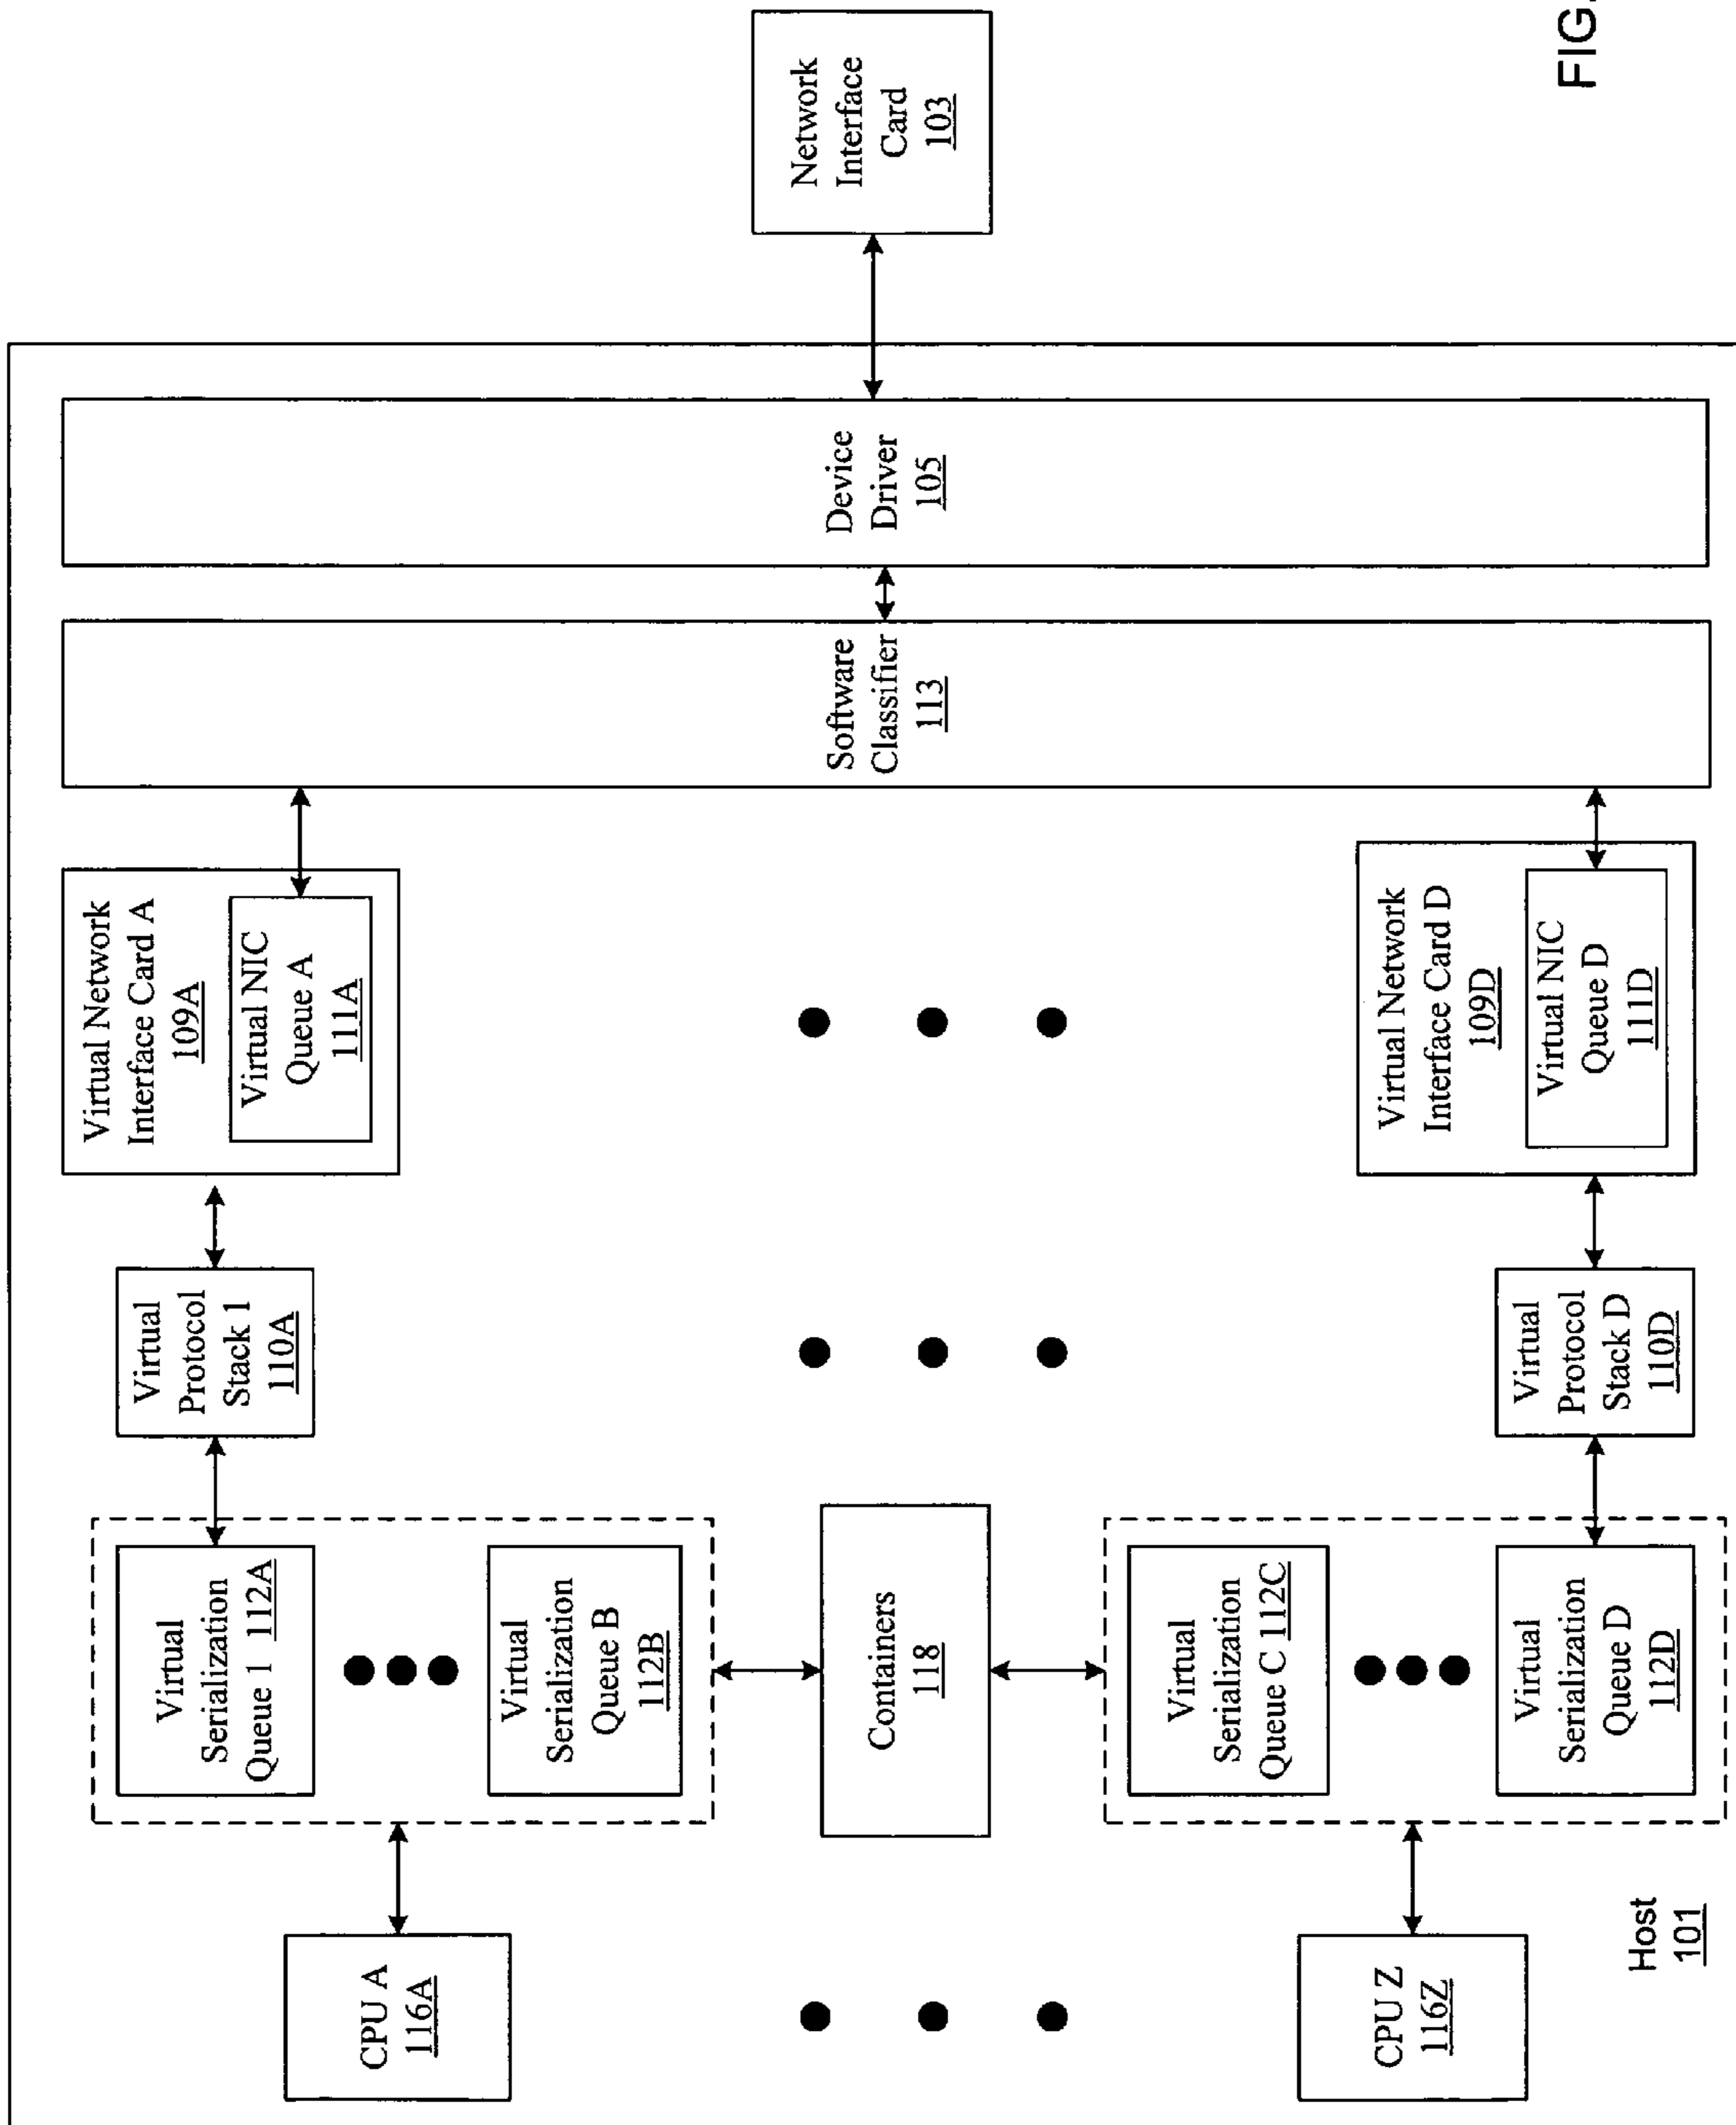 CPU A
116A
Virtual
Serialization
Queue 1 112A
Virtual
Serialization
Queue B
112B
Virtual
Protocol
Stack 1
110A
Virtual Network
Interface Card A
109A
Virtual NIC
Queue A
111A
Containers
118
Software
Classifier
113
Device
Driver
105
Network
Interface
Card
103
CPU Z
116Z
Virtual
Serialization
Queue C 112C
Virtual
Serialization
Queue D
112D
Virtual
Protocol
Stack D
110D
Virtual Network
Interface Card D
109D
Virtual NIC
Queue D
111D
Host
101
FIG.